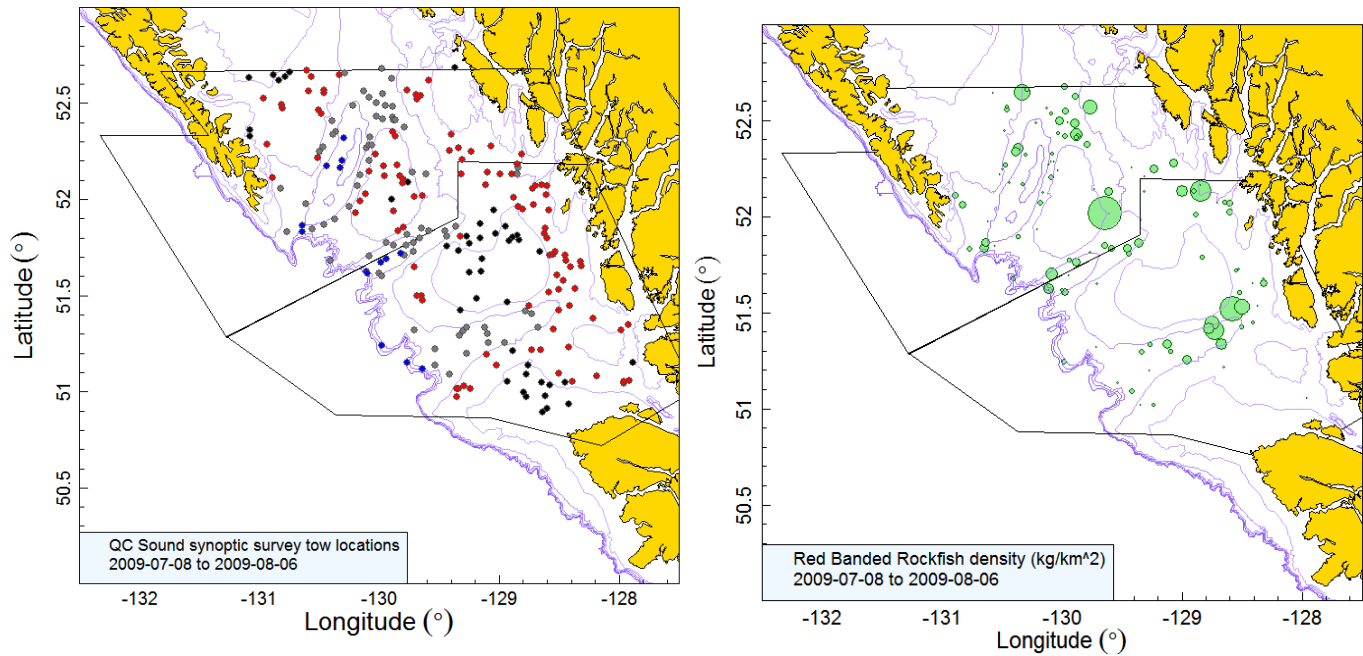 52.5
52
51.5
51
50.5
Latitude (°)
QC Sound synoptic survey tow locations
2009-07-08 to 2009-08-06
-132 -131 -130 -129 -128
Longitude (°)
52.5
52
51.5
51
50.5
Latitude (°)
Red Banded Rockfish density (kg/km^2)
2009-07-08 to 2009-08-06
-132 -131 -130 -129 -128
Longitude (°)